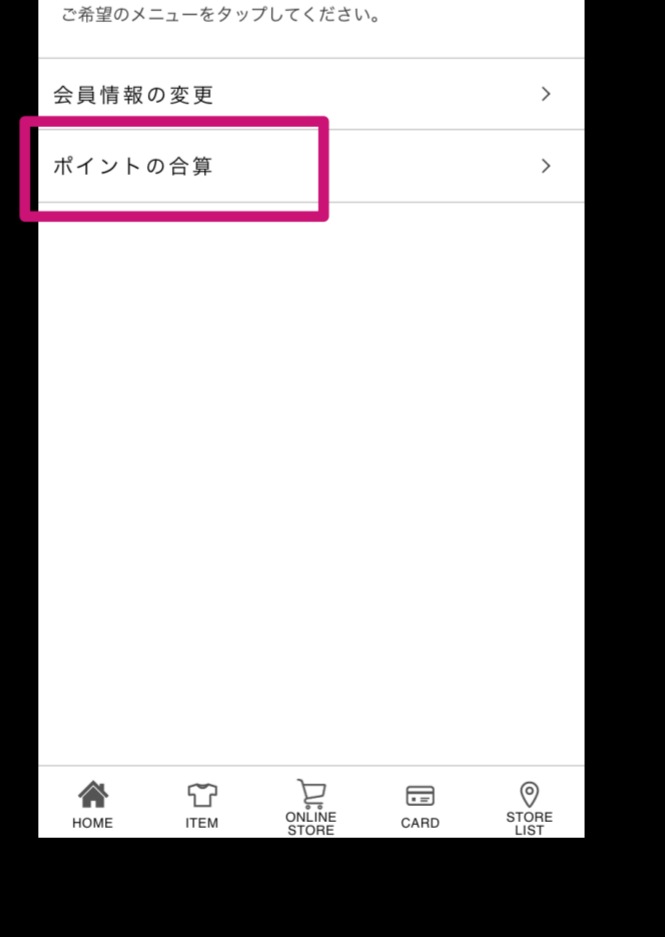 ご希望のメニューをタップしてください。
会員情報の変更
ポイントの合算
HOME
ITEM
ONLINE
STORE
CARD
STORE
LIST